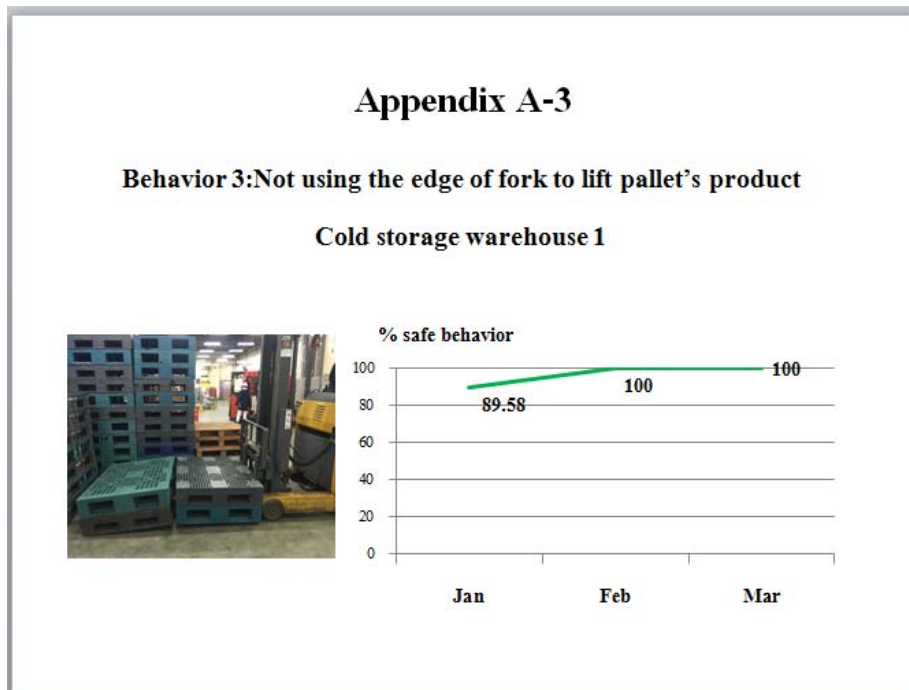 Appendix A-3
Behavior 3:Not using the edge of fork to lift pallet's product
Cold storage warehouse 1
% safe behavior
100
80
60
40
20
0
89.58
100
100
Jan
Feb
Mar